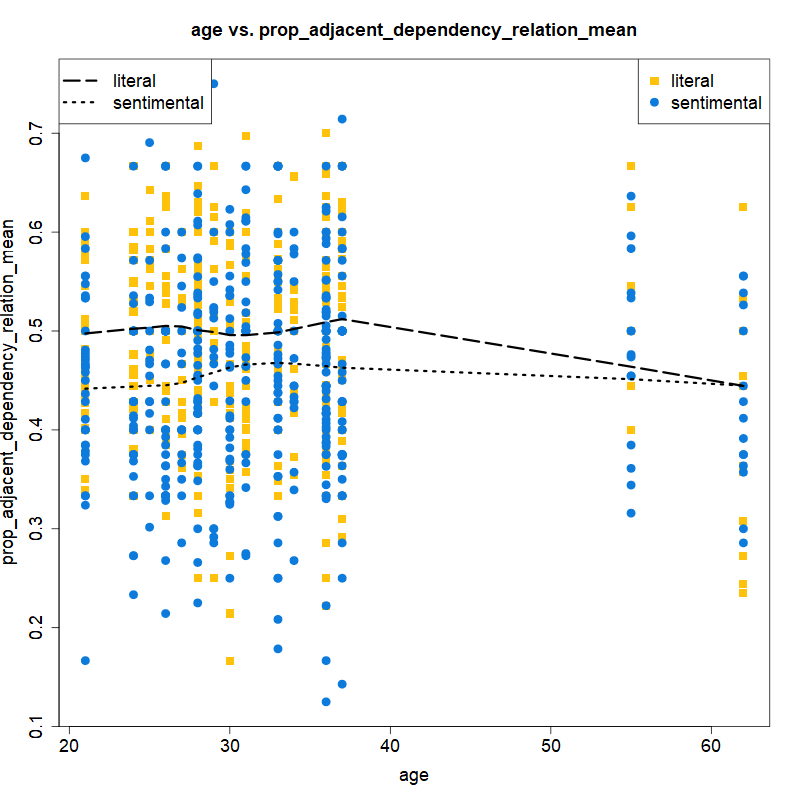 age vs. prop_adjacent_dependency_relation_mean
literal
sentimental
literal
sentimental
prop_adjacent_dependency_relation_mean
0.7
0.6
0.5
0.4
0.3
0.2
0.1
20 30 40 50 60
age